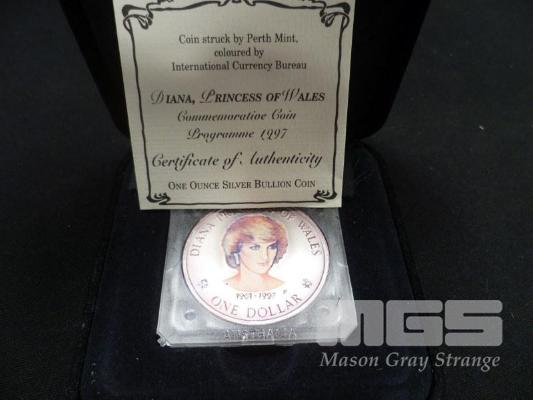 Coin struck by Perth Mint,
coloured by
International Currency Bureau
DIANA, PRINCESS OF WALES
Commemorative Coin
Programme 1997
Certificate of Authenticity
ONE OUNCE SILVER BULLION COIN
DIANA PRINCESS OF WALES
1961-1997 P
ONE DOLLAR
AUSTRALIA
MGS
Mason Gray Strange